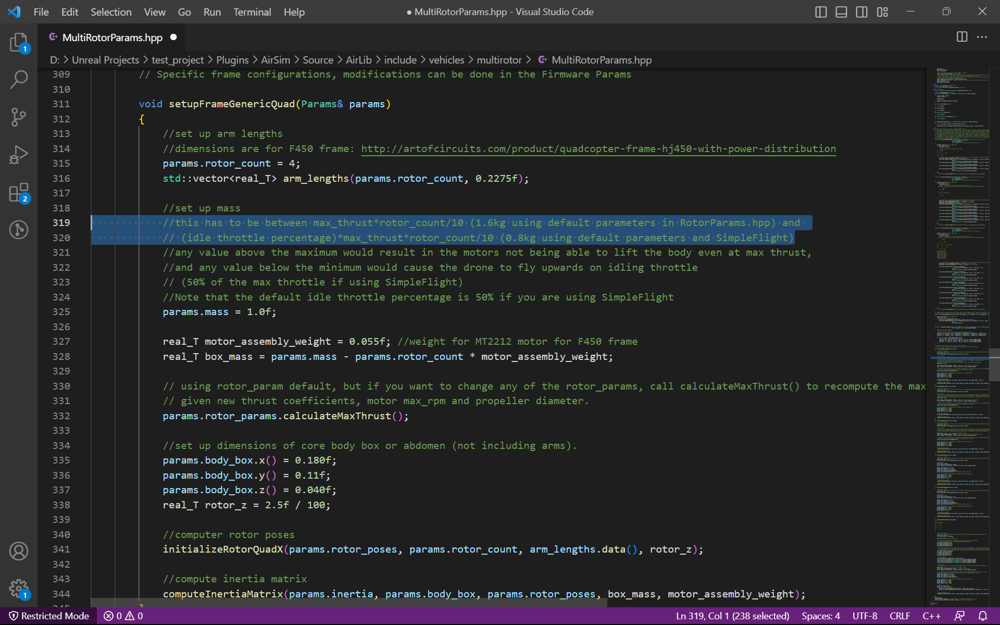 File Edit Selection View Go Run Terminal Help
● MultiRotorParams.hpp - Visual Studio Code
MultiRotorParams.hpp ●
D: > Unreal Projects > test_project > Plugins > AirSim > Source > AirLib > include > vehicles > multirotor > MultiRotorParams.hpp
309 // Specific frame configurations, modifications can be done in the Firmware Params
310
311 void setupFrameGenericQuad(Params& params)
312 {
313 //set up arm lengths
314 //dimensions are for F450 frame: http://artofcircuits.com/product/quadcopter-frame-hj450-with-power-distribution
315 params.rotor_count = 4;
316 std::vector<real_T> arm_lengths(params.rotor_count, 0.2275f);
317
318 //set up mass
319 //this has to be between max_thrust*rotor_count/10 (1.6kg using default parameters in RotorParams.hpp) and
320 // (idle throttle percentage)*max_thrust*rotor_count/10 (0.8kg using default parameters and SimpleFlight)
321 //any value above the maximum would result in the motors not being able to lift the body even at max thrust,
322 //and any value below the minimum would cause the drone to fly upwards on idling throttle
323 // (50% of the max throttle if using SimpleFlight)
324 //Note that the default idle throttle percentage is 50% if you are using SimpleFlight
325 params.mass = 1.0f;
326
327 real_T motor_assembly_weight = 0.055f; //weight for MT2212 motor for F450 frame
328 real_T box_mass = params.mass - params.rotor_count * motor_assembly_weight;
329
330 // using rotor_param default, but if you want to change any of the rotor_params, call calculateMaxThrust() to recompute the max
331 // given new thrust coefficients, motor max_rpm and propeller diameter.
332 params.rotor_params.calculateMaxThrust();
333
334 //set up dimensions of core body box or abdomen (not including arms).
335 params.body_box.x() = 0.180f;
336 params.body_box.y() = 0.11f;
337 params.body_box.z() = 0.040f;
338 real_T rotor_z = 2.5f / 100;
339
340 //computer rotor poses
341 initializeRotorQuadX(params.rotor_poses, params.rotor_count, arm_lengths.data(), rotor_z);
342
343 //compute inertia matrix
344 computeInertiaMatrix(params.inertia, params.body_box, params.rotor_poses, box_mass, motor_assembly_weight);
1
2
1
Restricted Mode 0 0 Ln 319, Col 1 (238 selected) Spaces: 4 UTF-8 CRLF C++